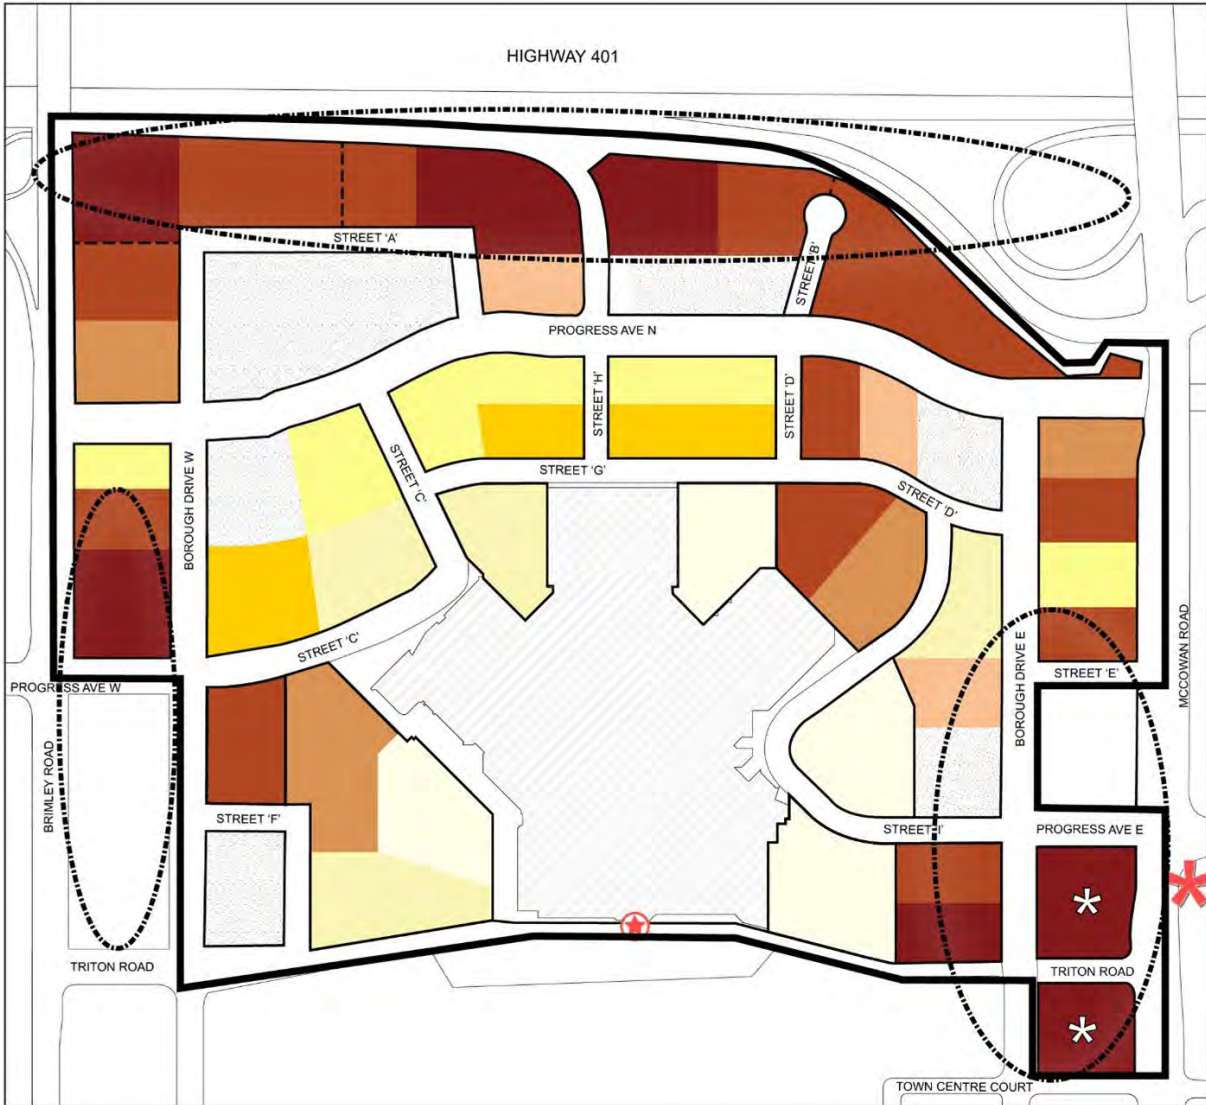 HIGHWAY 401
STREET 'A'
STREET 'B'
PROGRESS AVE N
STREET 'H'
STREET 'D'
STREET 'C'
STREET 'G'
BOROUGH DRIVE W
STREET 'D'
STREET 'C'
BOROUGH DRIVE E
MCCOWAN ROAD
STREET 'E'
PROGRESS AVE W
BRIMLEY ROAD
STREET 'F'
STREET 'I'
PROGRESS AVE E
TRITON ROAD
TRITON ROAD
TOWN CENTRE COURT